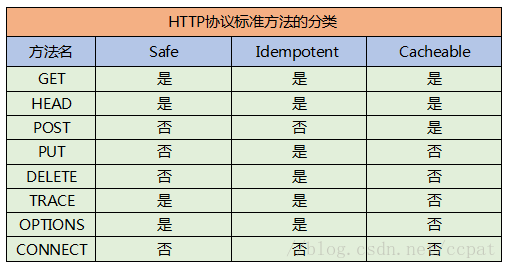 HTTP协议标准方法的分类
方法名 Safe Idempotent Cacheable
GET 是 是 是
HEAD 是 是 是
POST 否 否 是
PUT 否 是 否
DELETE 否 是 否
TRACE 是 是 否
OPTIONS 是 是 否
CONNECT 否 否 否
//blog.csdn.net/ccpat